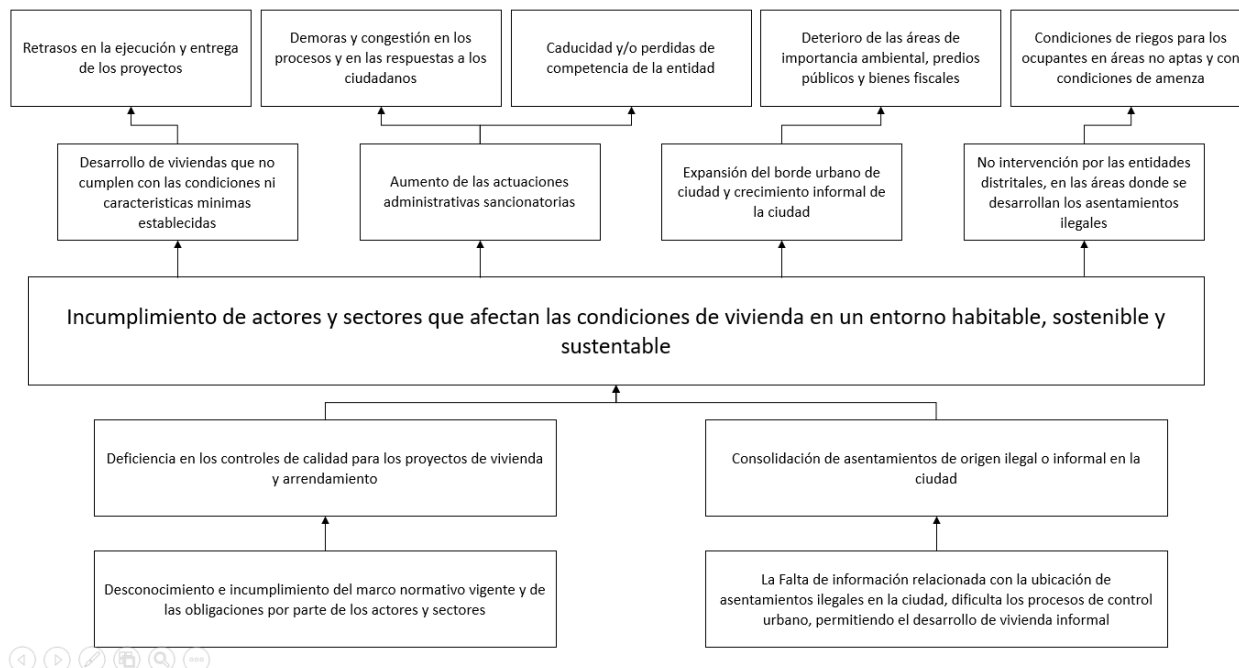 Retrasos en la ejecución y entrega
de los proyectos
Demoras y congestión en los
procesos y en las respuestas a los
ciudadanos
Caducidad y/o perdidas de
competencia de la entidad
Deterioro de las áreas de
importancia ambiental, predios
públicos y bienes fiscales
Condiciones de riegos para los
ocupantes en áreas no aptas y con
condiciones de amenza
Desarrollo de viviendas que no
cumplen con las condiciones ni
caracteristicas minimas
establecidas
Aumento de las actuaciones
administrativas sancionatorias
Expansión del borde urbano de
ciudad y crecimiento informal de
la ciudad
No intervención por las entidades
distritales, en las áreas donde se
desarrollan los asentamientos
ilegales
Incumplimiento de actores y sectores que afectan las condiciones de vivienda en un entorno habitable, sostenible y
sustentable
Deficiencia en los controles de calidad para los proyectos de vivienda
y arrendamiento
Consolidación de asentamientos de origen ilegal o informal en la
ciudad
Desconocimiento e incumplimiento del marco normativo vigente y de
las obligaciones por parte de los actores y sectores
La Falta de información relacionada con la ubicación de
asentamientos ilegales en la ciudad, dificulta los procesos de control
urbano, permitiendo el desarrollo de vivienda informal